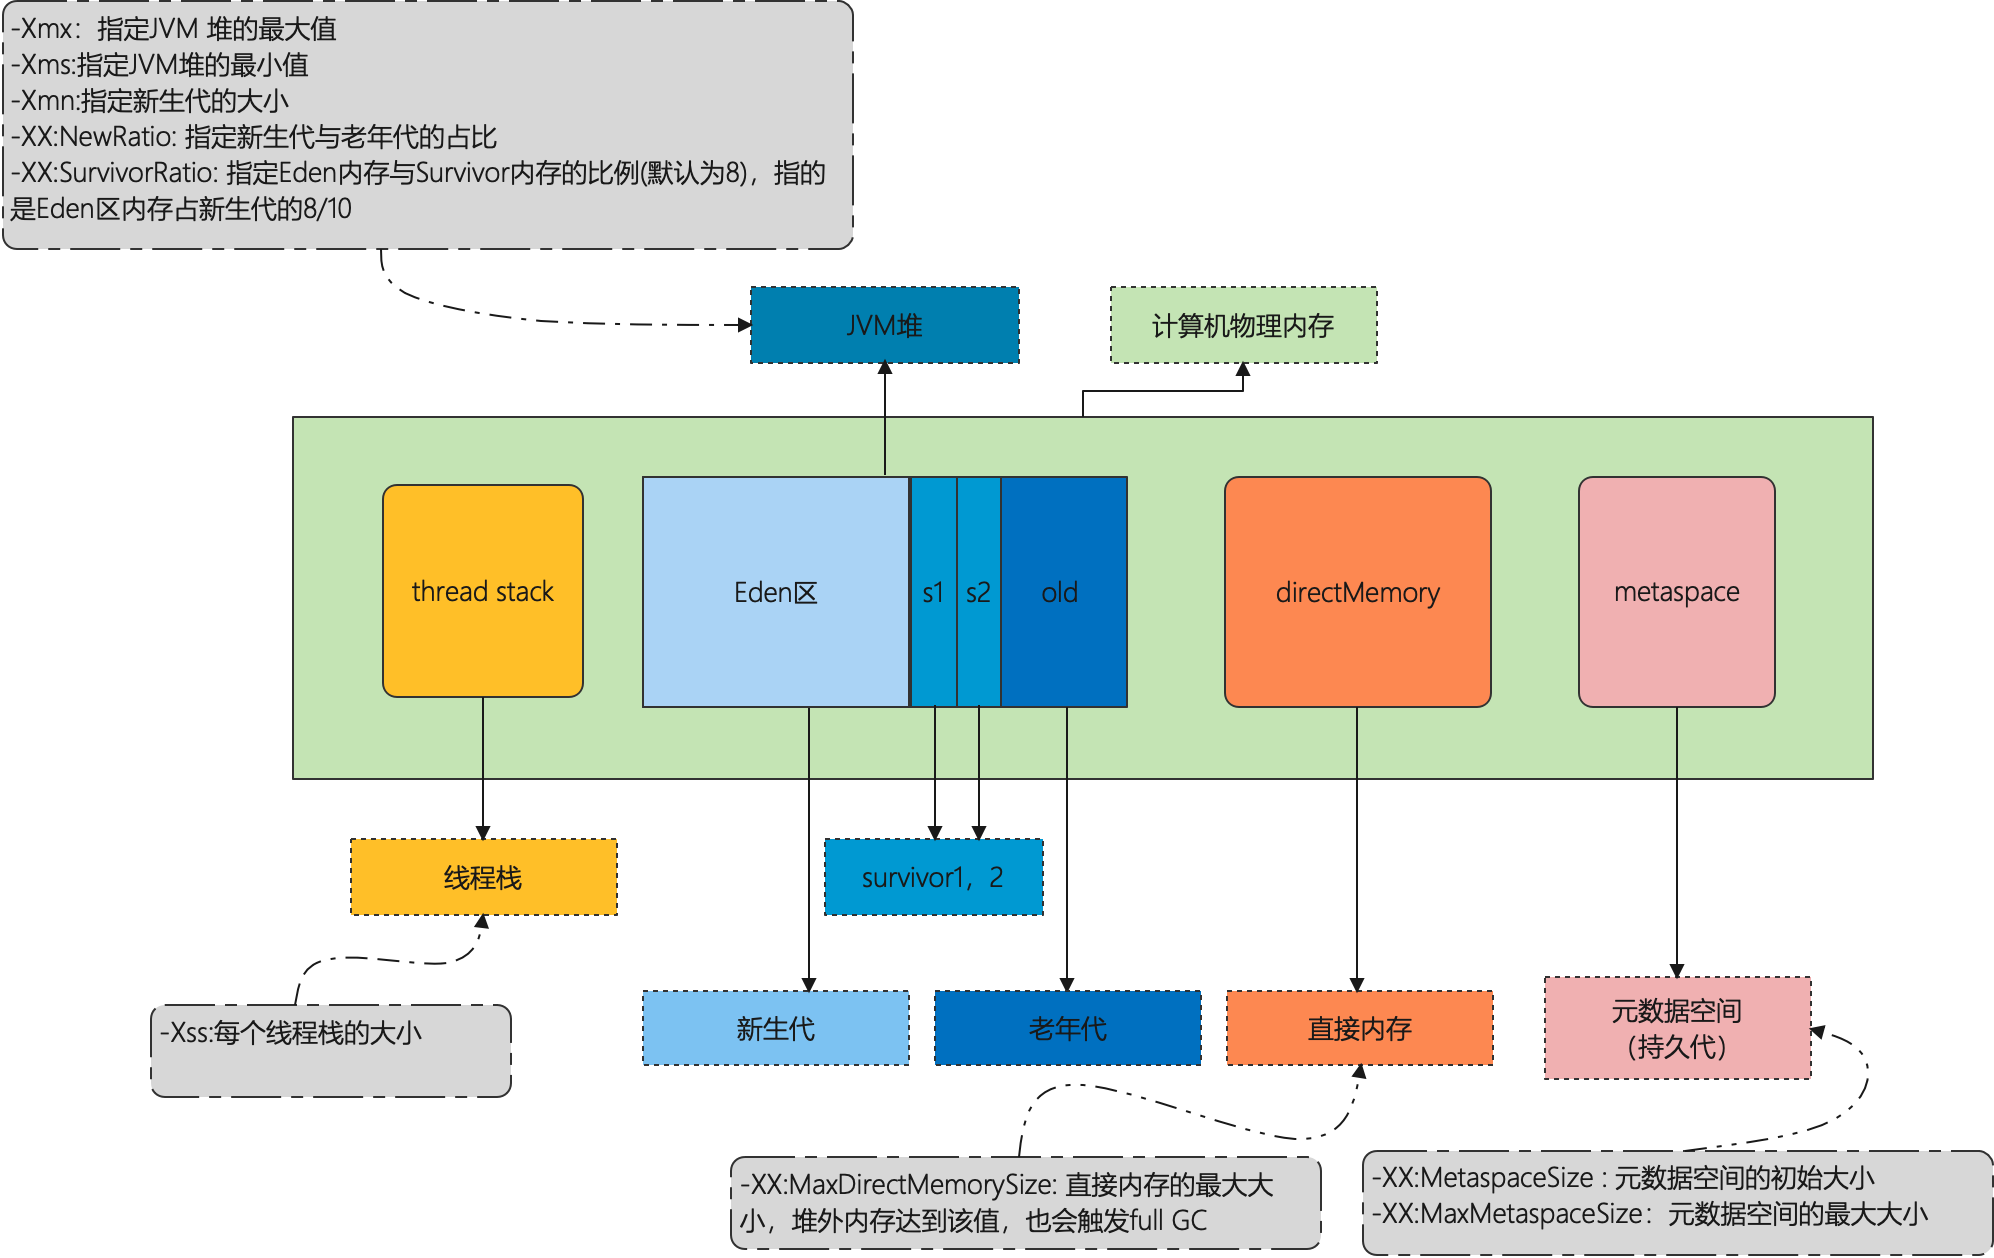 -Xmx：指定JVM 堆的最大值
-Xms:指定JVM堆的最小值
-Xmn:指定新生代的大小
-XX:NewRatio: 指定新生代与老年代的占比
-XX:SurvivorRatio: 指定Eden内存与Survivor内存的比例(默认为8)，指的
是Eden区内存占新生代的8/10
JVM堆
计算机物理内存
thread stack
Eden区
s1
s2
old
directMemory
metaspace
线程栈
survivor1，2
-Xss:每个线程栈的大小
新生代
老年代
直接内存
元数据空间
（持久代）
-XX:MaxDirectMemorySize: 直接内存的最大大
小，堆外内存达到该值，也会触发full GC
-XX:MetaspaceSize : 元数据空间的初始大小
-XX:MaxMetaspaceSize：元数据空间的最大大小